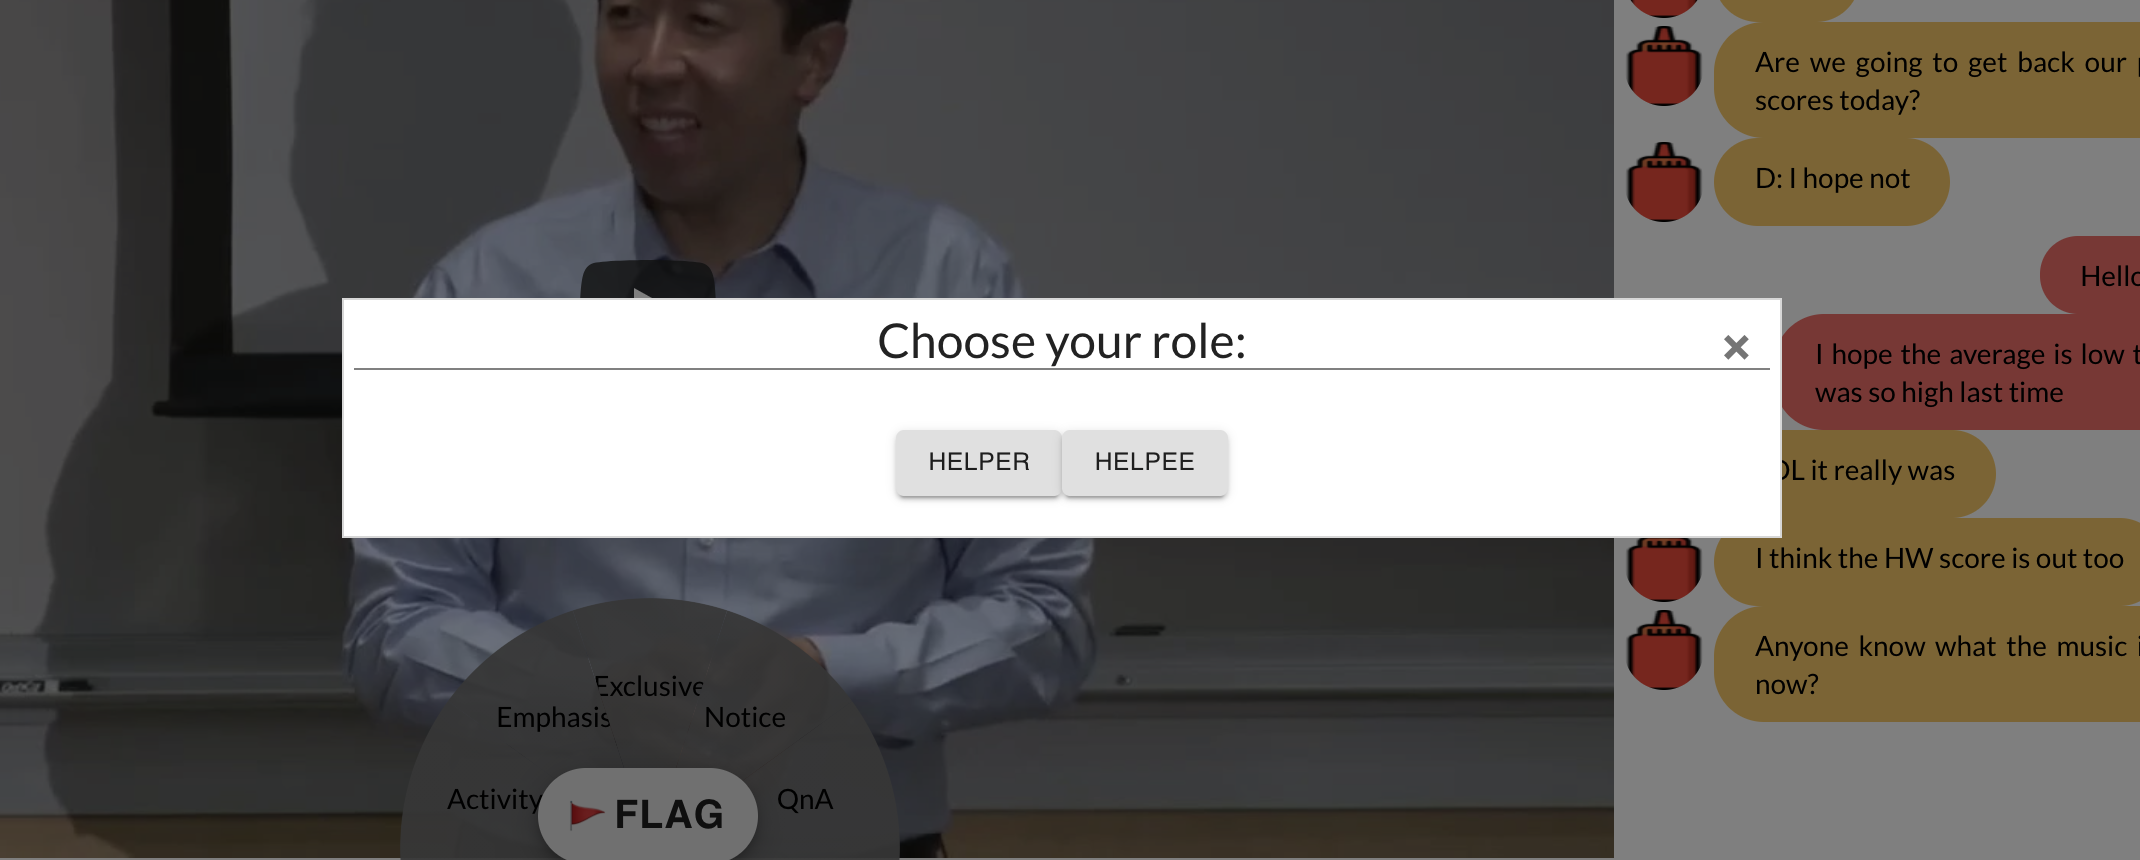 Are we going to get back our
scores today?
D: I hope not
Hello
I hope the average is low
was so high last time
Choose your role:
×
HELPER
HELPEE
it really was
I think the HW score is out too
Anyone know what the music
now?
Exclusive
Emphasis
Notice
Activity
FLAG
QnA